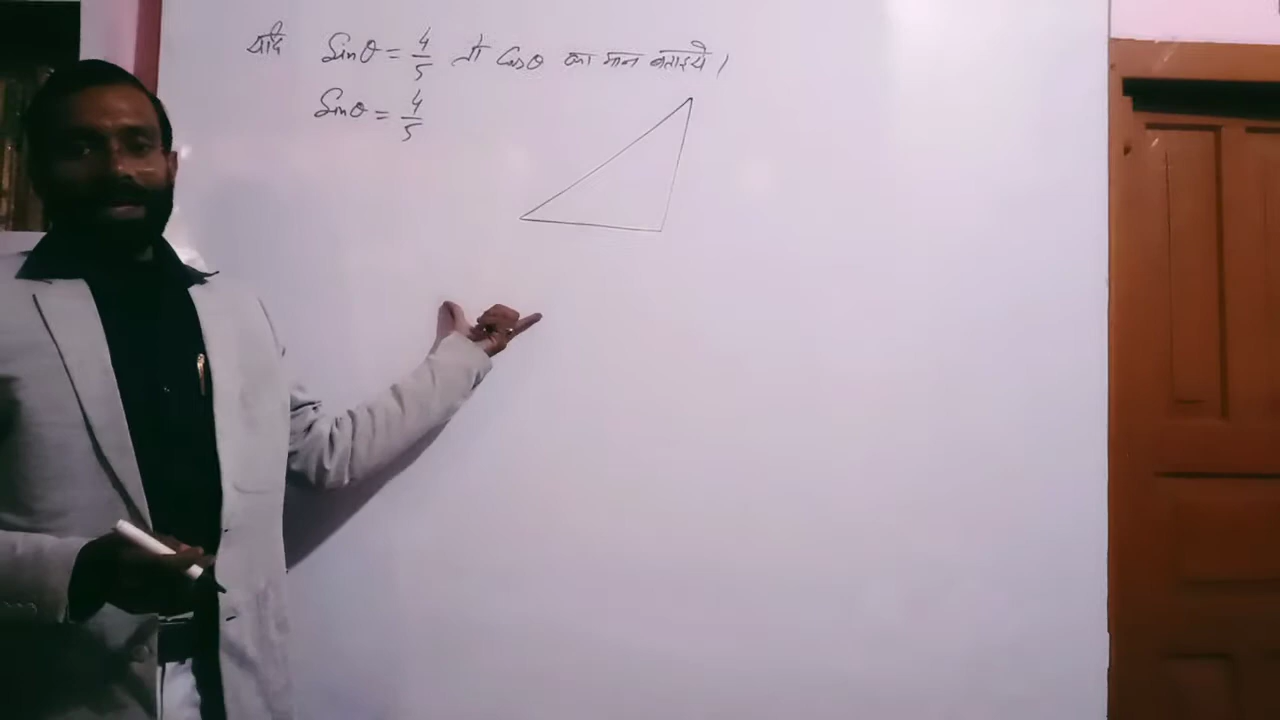 यदि Sinθ = 4/5 तो Cosθ का मान बताइये।
Sinθ = 4/5